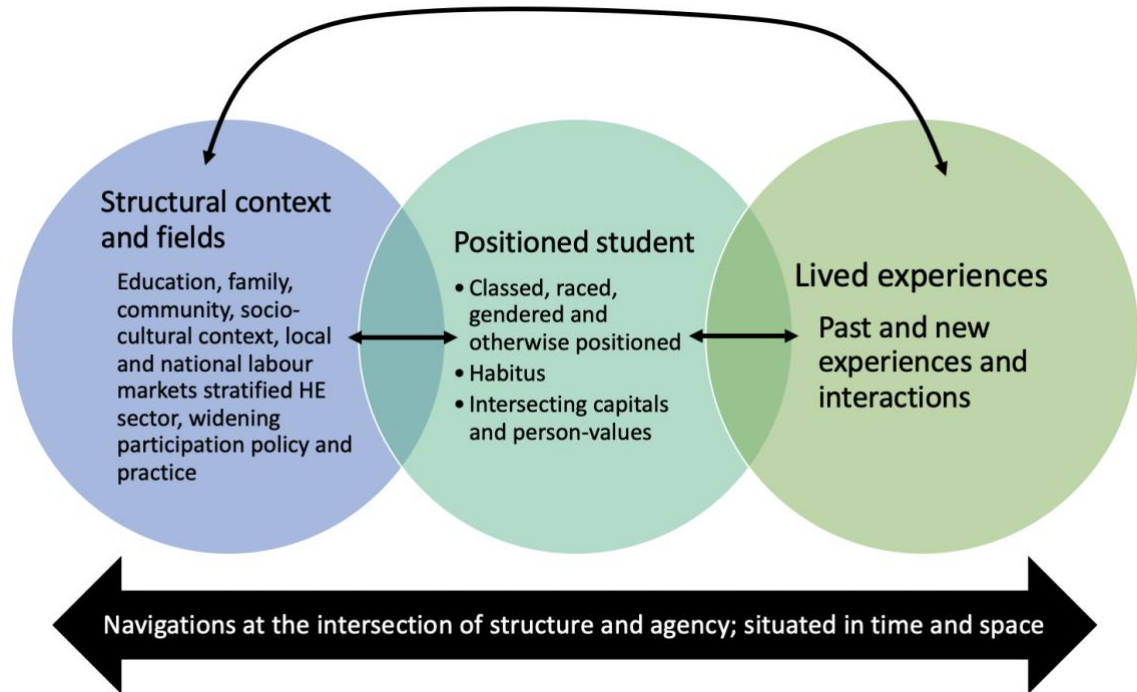 Structural context
and fields
Education, family,
community, socio-
cultural context, local
and national labour
markets stratified HE
sector, widening
participation policy and
practice
Positioned student
• Classed, raced,
gendered and
otherwise positioned
• Habitus
• Intersecting capitals
and person-values
Lived experiences
Past and new
experiences and
interactions
Navigations at the intersection of structure and agency; situated in time and space